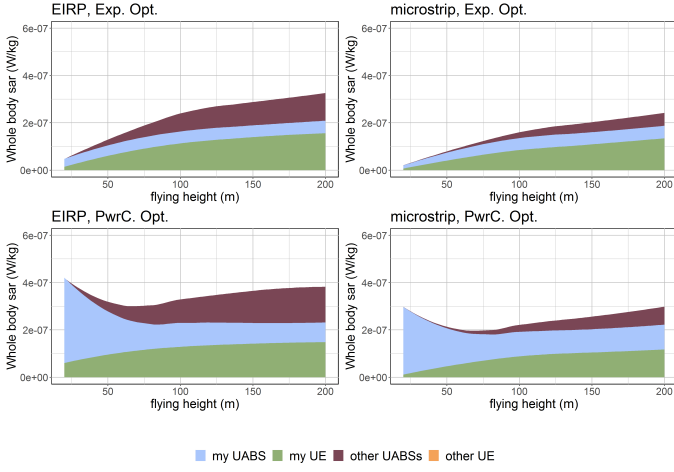 EIRP, Exp. Opt.
microstrip, Exp. Opt.
Whole body sar (W/kg)
6e-07
4e-07
2e-07
0e+00
50
100
150
200
flying height (m)
Whole body sar (W/kg)
6e-07
4e-07
2e-07
0e+00
50
100
150
200
flying height (m)
EIRP, PwrC. Opt.
microstrip, PwrC. Opt.
Whole body sar (W/kg)
6e-07
4e-07
2e-07
0e+00
50
100
150
200
flying height (m)
Whole body sar (W/kg)
6e-07
4e-07
2e-07
0e+00
50
100
150
200
flying height (m)
my UABS my UE other UABSs other UE